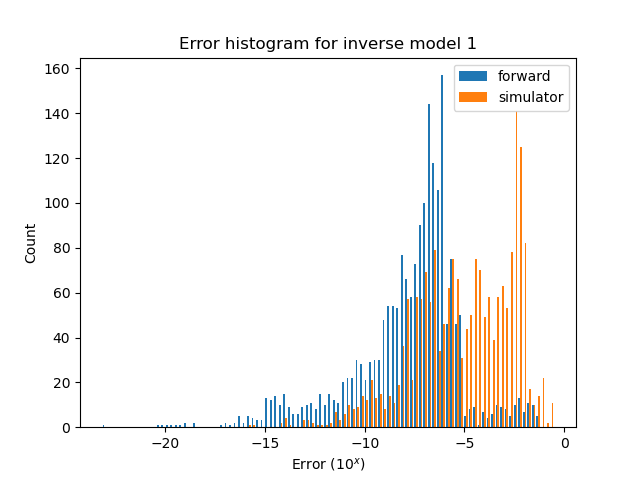 Error histogram for inverse model 1
forward
simulator
160
140
120
100
80
60
40
20
0
Count
−20
−15
−10
−5
0
Error (10^x)